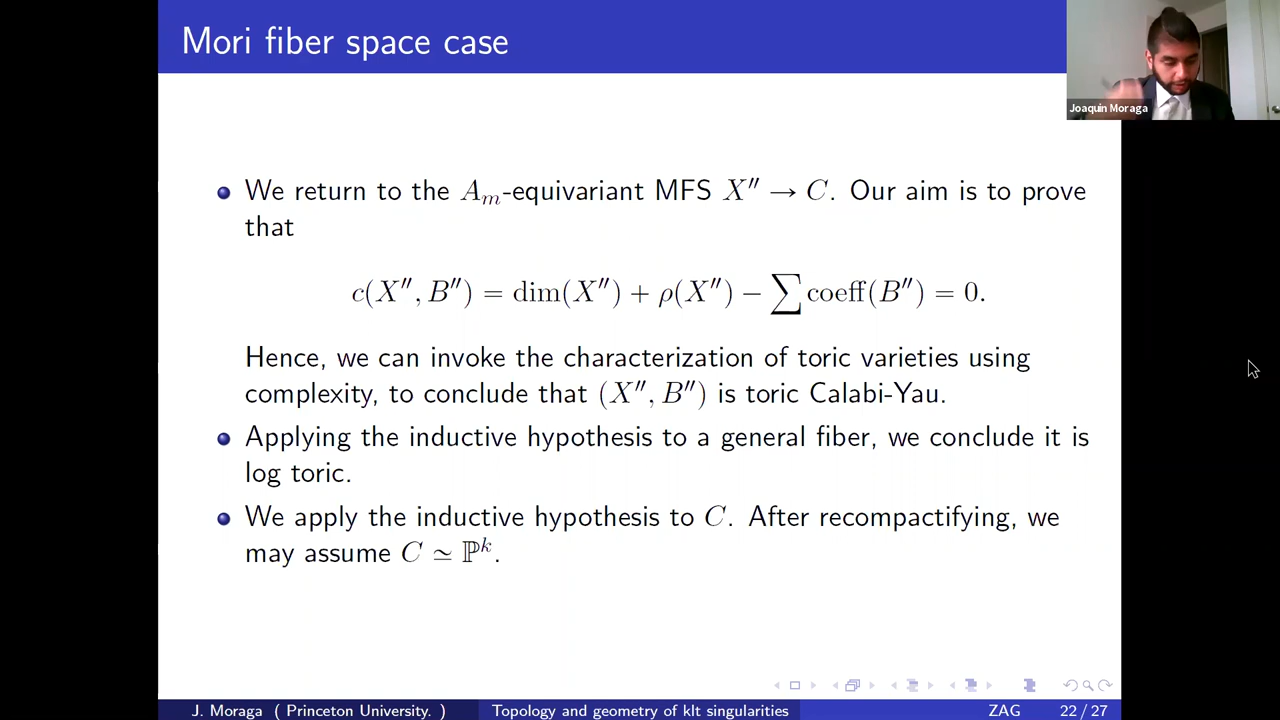 Mori fiber space case
Joaquín Moraga
We return to the A_m-equivariant MFS X″ → C. Our aim is to prove
that
c(X″, B″) = dim(X″) + ρ(X″) − ∑ coeff(B″) = 0.
Hence, we can invoke the characterization of toric varieties using
complexity, to conclude that (X″, B″) is toric Calabi-Yau.
Applying the inductive hypothesis to a general fiber, we conclude it is
log toric.
We apply the inductive hypothesis to C. After recompactifying, we
may assume C ≃ ℙ^k.
J. Moraga ( Princeton University. ) Topology and geometry of klt singularities ZAG 22 / 27